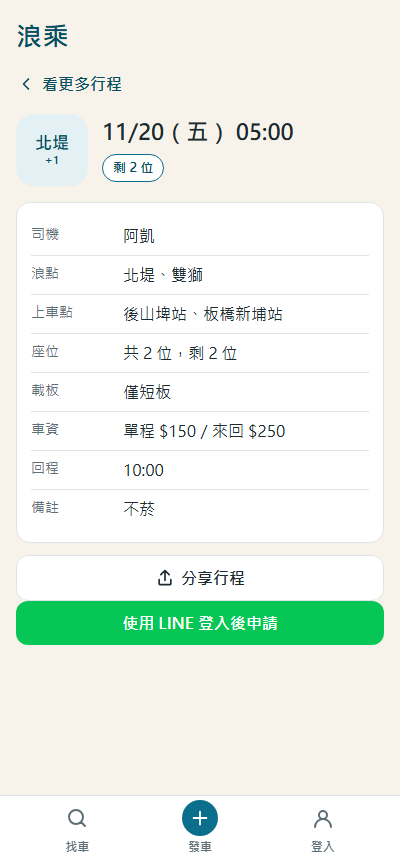 浪乘
看更多行程
北堤
+1
11/20（五）05:00
剩 2 位
司機 阿凱
浪點 北堤、雙獅
上車點 後山埤站、板橋新埔站
座位 共 2 位，剩 2 位
載板 僅短板
車資 單程 $150 / 來回 $250
回程 10:00
備註 不菸
分享行程
使用 LINE 登入後申請
找車 發車 登入